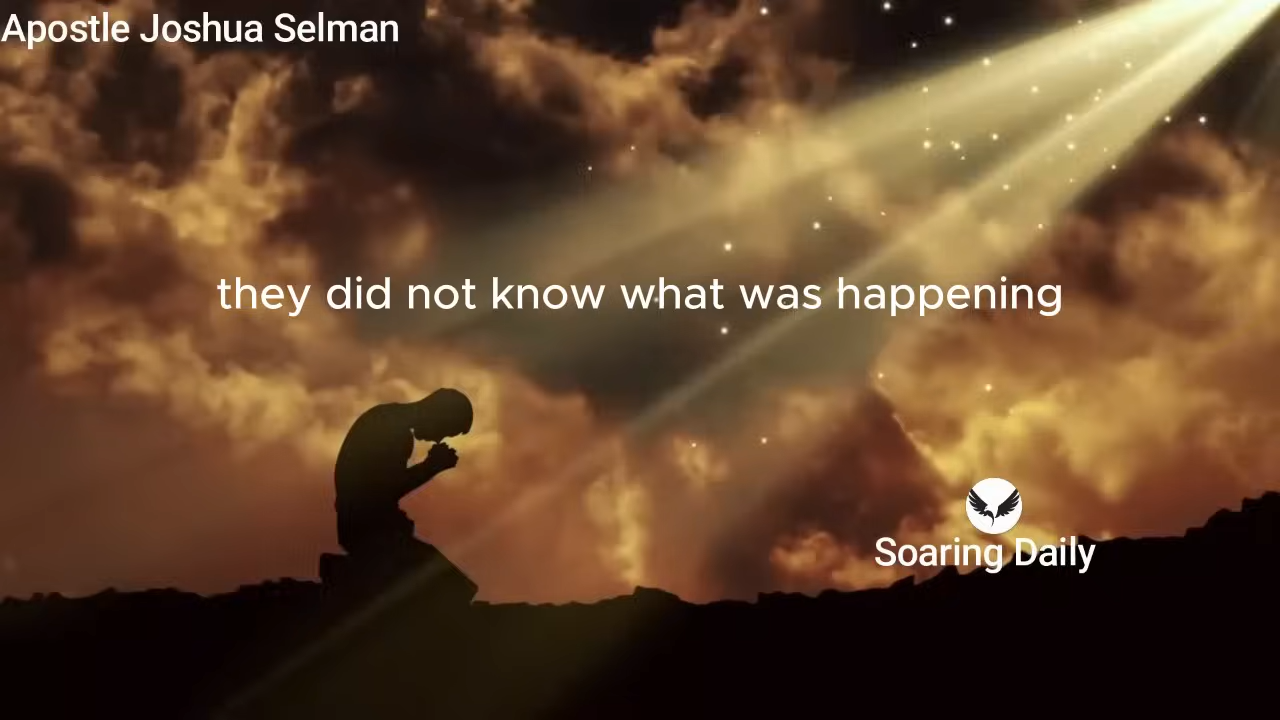 Apostle Joshua Selman
they did not know what was happening
Soaring Daily